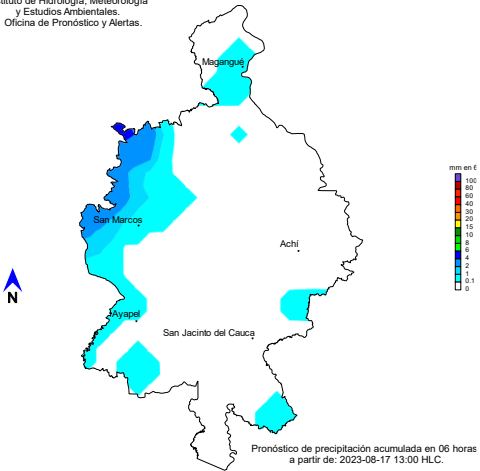 y Estudios Ambientales.
Oficina de Pronóstico y Alertas.
Magangué
San Marcos
Achí
Ayapel
San Jacinto del Cauca
N
mm en
100
80
60
40
30
20
15
10
8
6
4
2
1
0.1
0
Pronóstico de precipitación acumulada en 06 horas
a partir de: 2023-08-17 13:00 HLC.